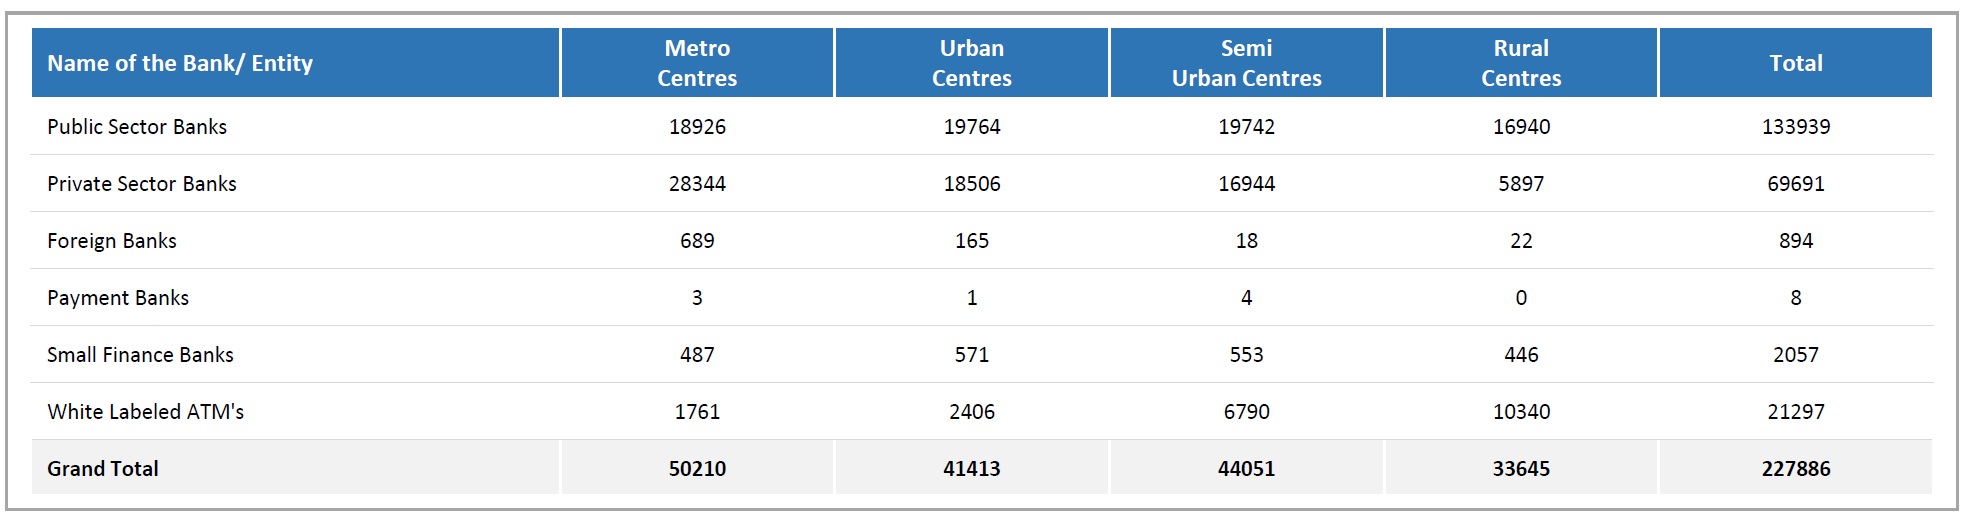 Name of the Bank/ Entity Metro Centres Urban Centres Semi Urban Centres Rural Centres Total
Public Sector Banks 18926 19764 19742 16940 133939
Private Sector Banks 28344 18506 16944 5897 69691
Foreign Banks 689 165 18 22 894
Payment Banks 3 1 4 0 8
Small Finance Banks 487 571 553 446 2057
White Labeled ATM's 1761 2406 6790 10340 21297
Grand Total 50210 41413 44051 33645 227886